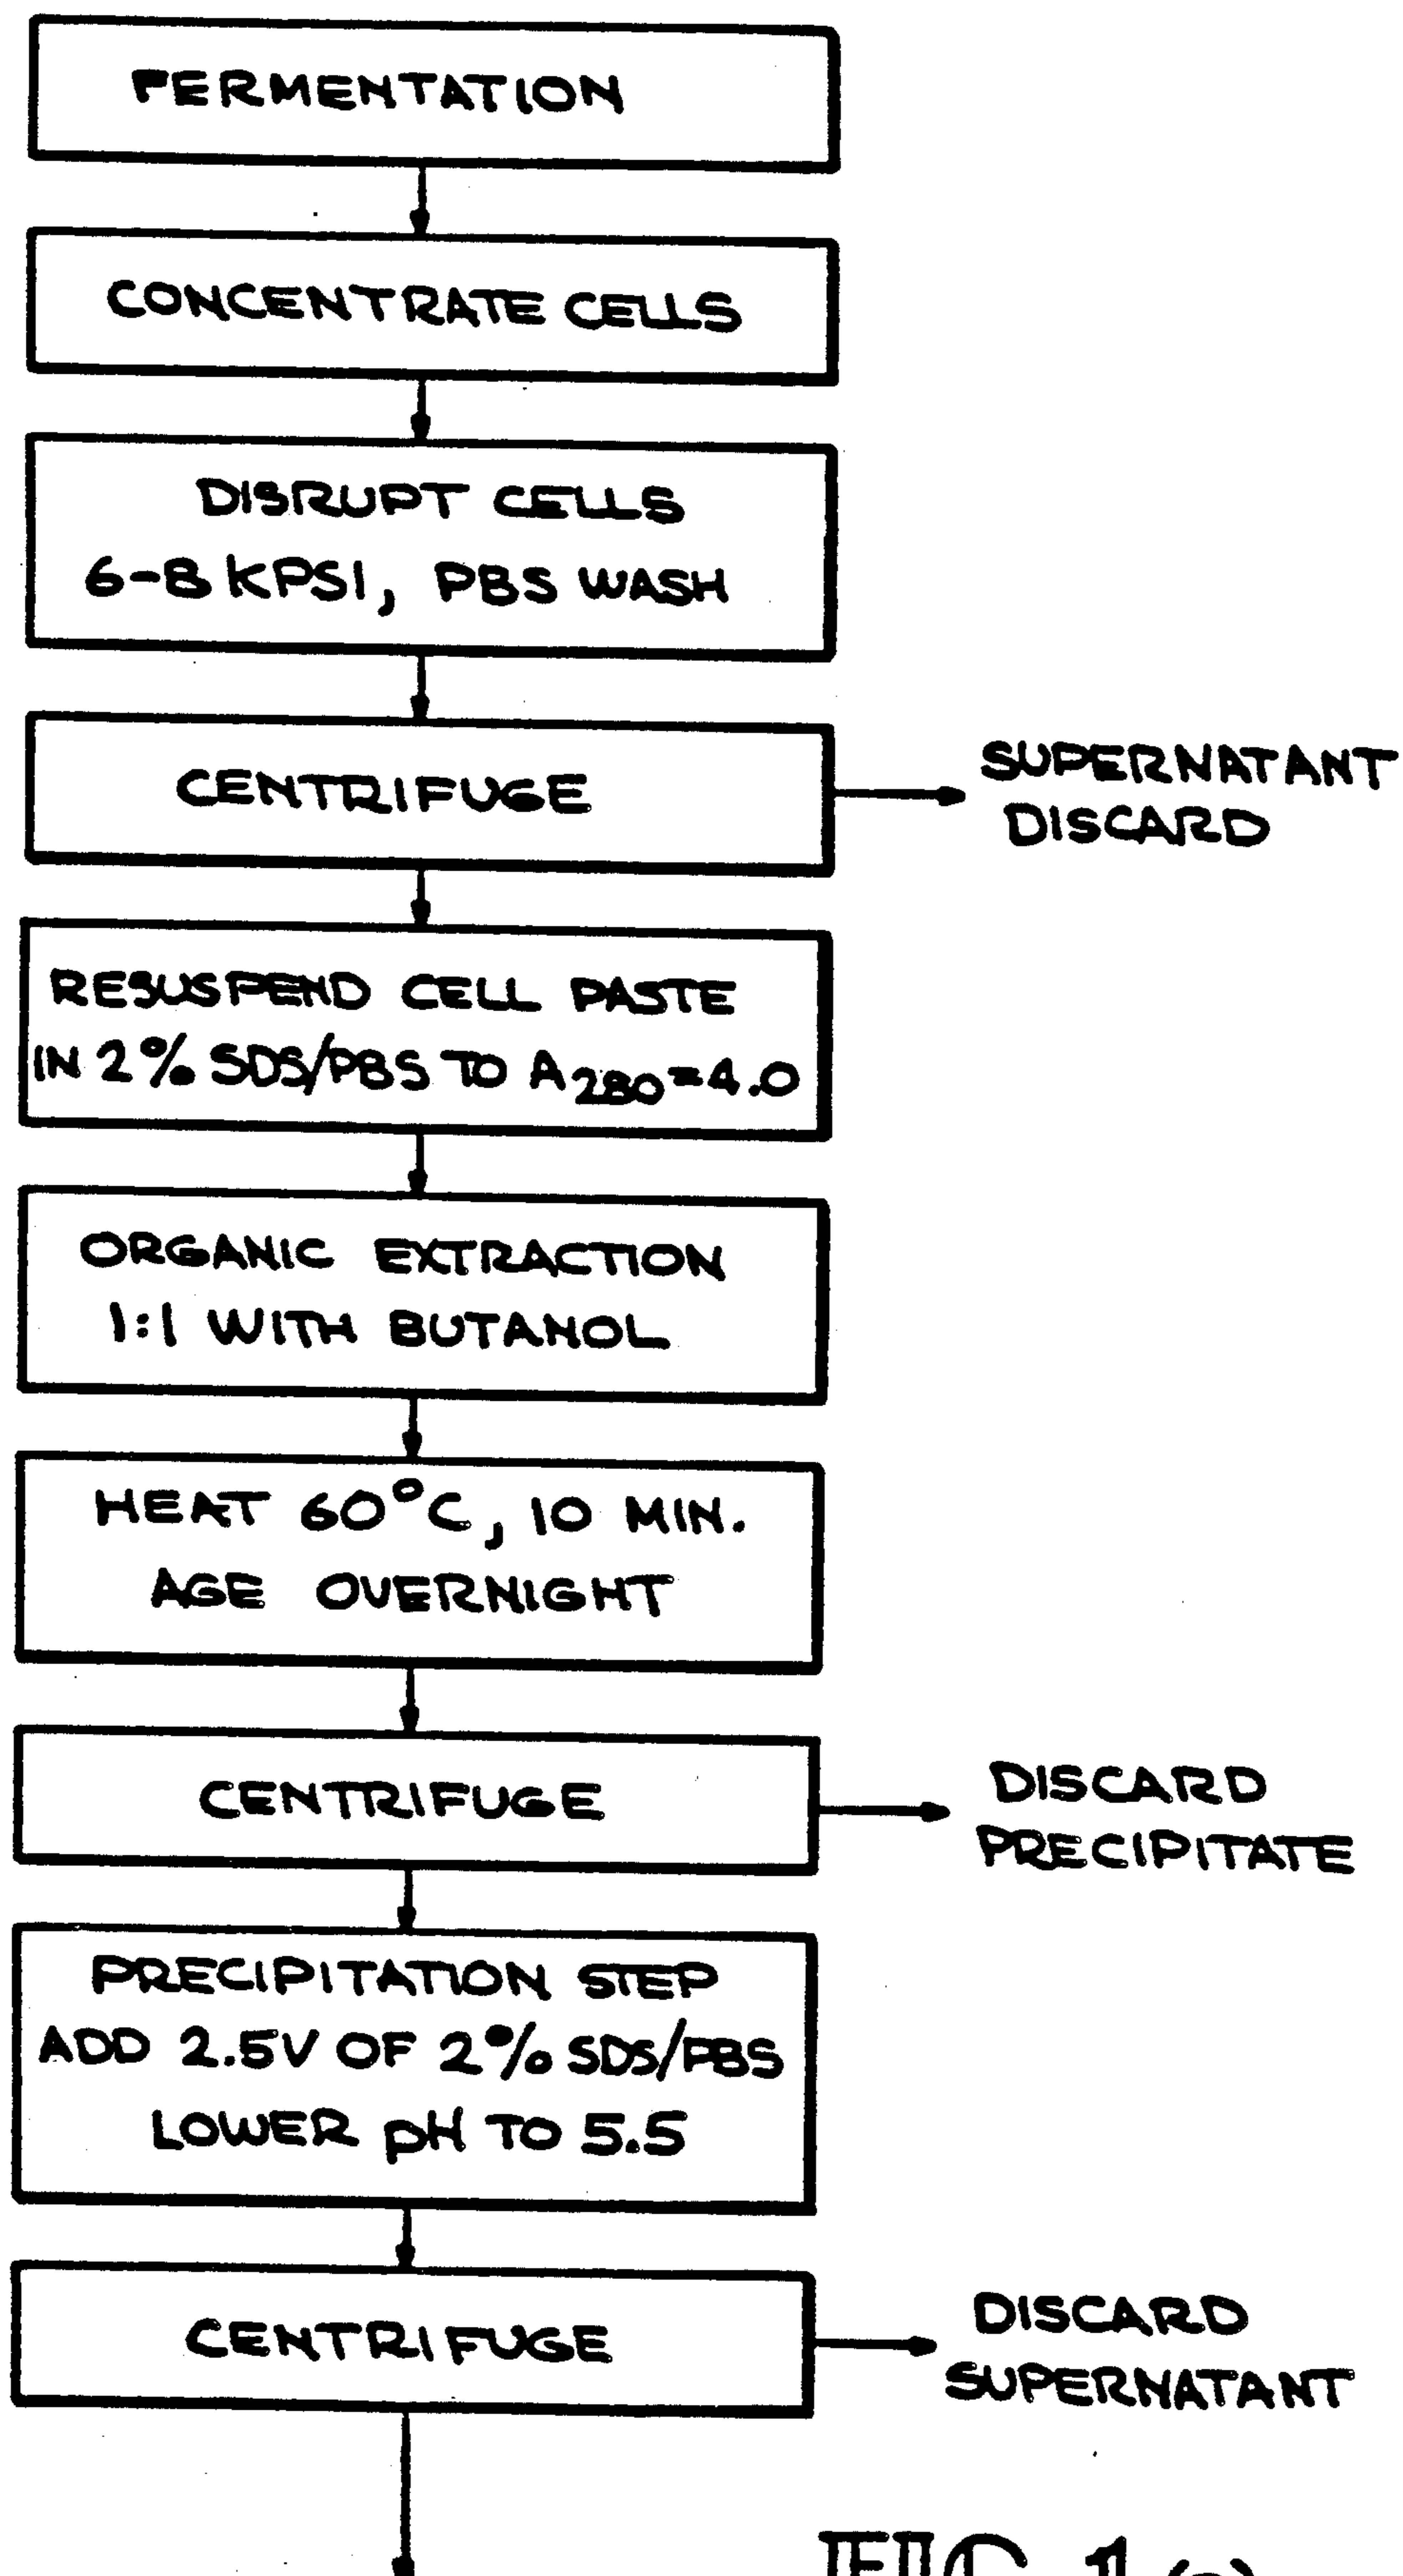 FERMENTATION
CONCENTRATE CELLS
DISRUPT CELLS
6-8 KPSI, PBS WASH
CENTRIFUGE
SUPERNATANT
DISCARD
RESUSPEND CELL PASTE
IN 2% SDS/PBS TO A280=4.0
ORGANIC EXTRACTION
1:1 WITH BUTANOL
HEAT 60°C, 10 MIN.
AGE OVERNIGHT
CENTRIFUGE
DISCARD
PRECIPITATE
PRECIPITATION STEP
ADD 2.5V OF 2% SDS/PBS
LOWER pH TO 5.5
CENTRIFUGE
DISCARD
SUPERNATANT
FIG. 1